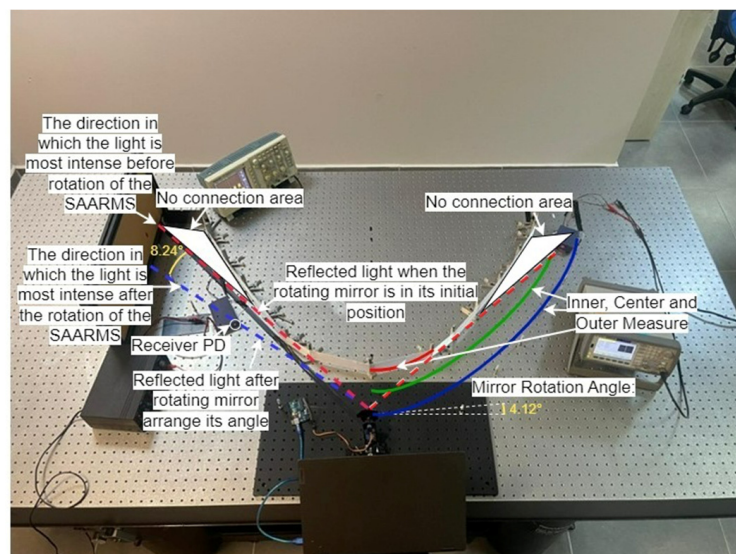 The direction in
which the light is
most intense before
rotation of the
SAARMS
No connection area
No connection area
8.24°
The direction in
which the light is
most intense after
the rotation of the
SAARMS
Reflected light when the
rotating mirror is in its initial
position
Inner, Center and
Outer Measure
Receiver PD
Reflected light after
rotating mirror
arrange its angle
Mirror Rotation Angle:
4.12°